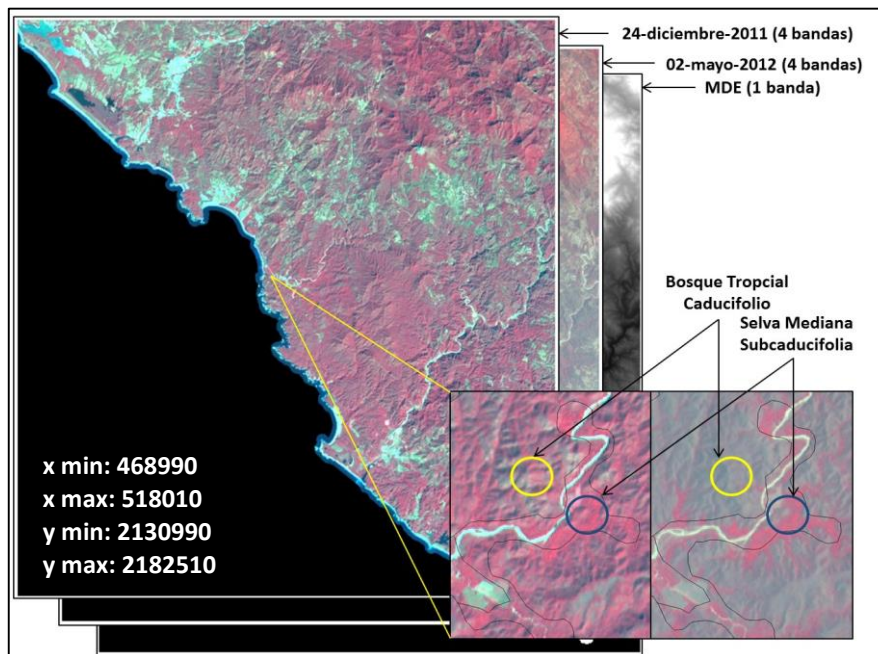 24-diciembre-2011 (4 bandas)
02-mayo-2012 (4 bandas)
MDE (1 banda)
Bosque Tropcial
Caducifolio
Selva Mediana
Subcaducifolia
x min: 468990
x max: 518010
y min: 2130990
y max: 2182510